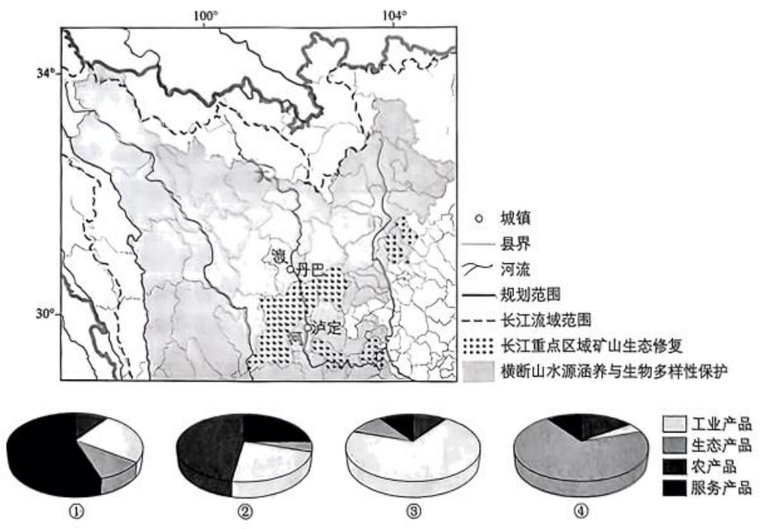 100° 104°
34°
30°
渡
丹巴
河
泸定
城镇
县界
河流
规划范围
长江流域范围
长江重点区域矿山生态修复
横断山水源涵养与生物多样性保护
工业产品
生态产品
农产品
服务产品
① ② ③ ④